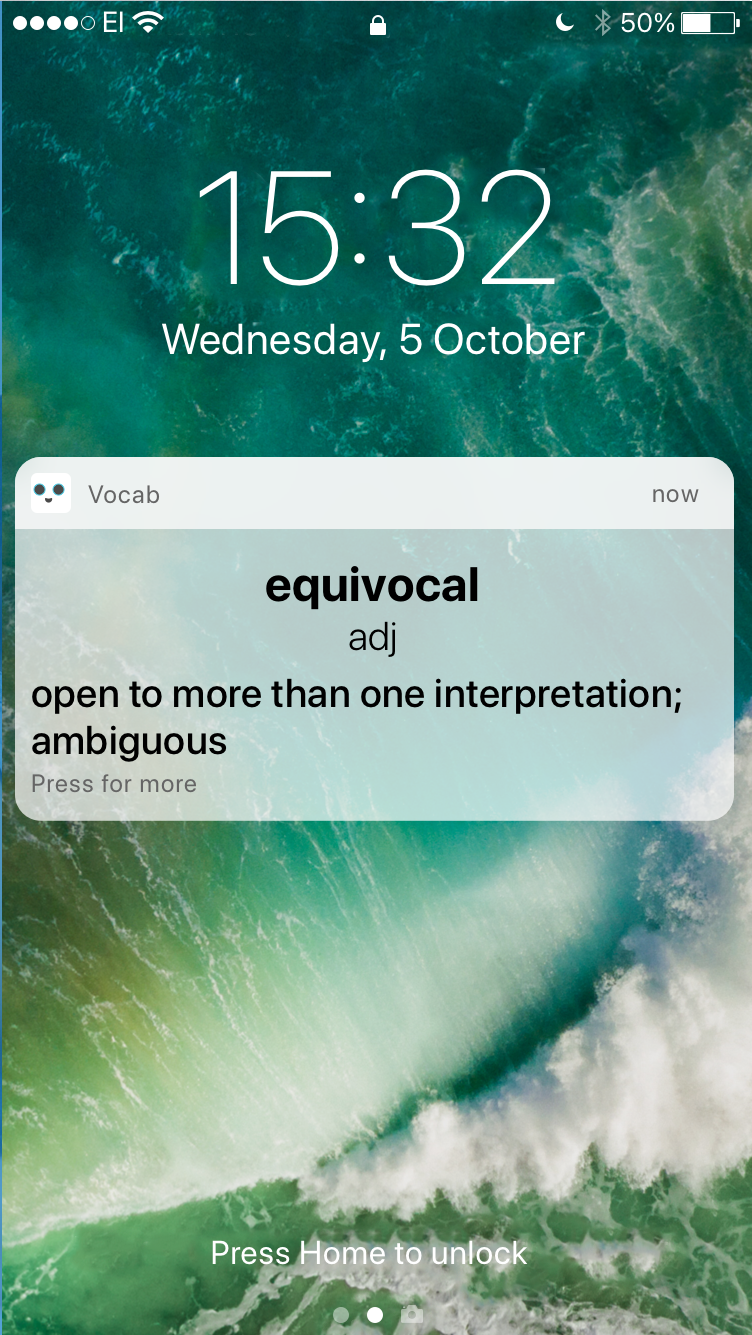 EI 50%
15:32
Wednesday, 5 October
Vocab now
equivocal
adj
open to more than one interpretation;
ambiguous
Press for more
Press Home to unlock